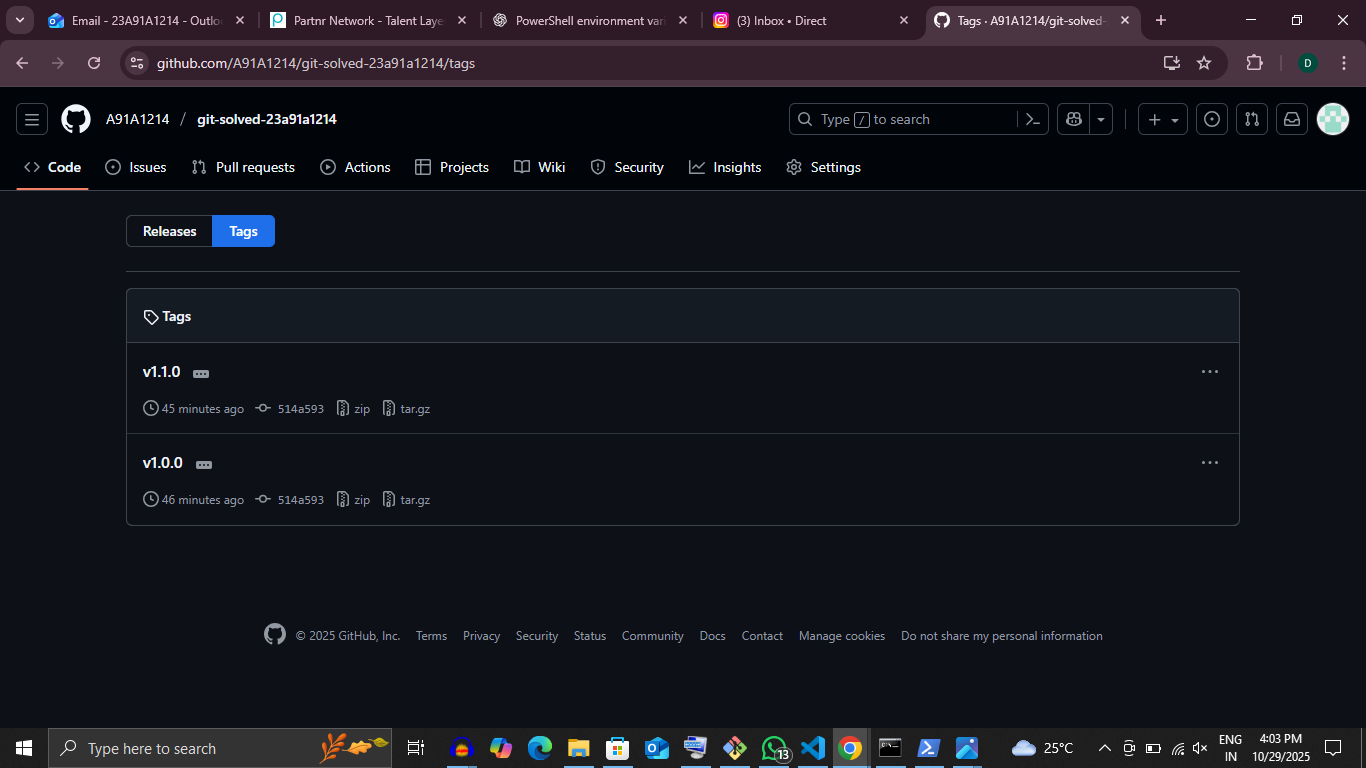 Email - 23A91A1214 - Outlo
Partnr Network - Talent Laye
PowerShell environment vari
(3) Inbox • Direct
Tags · A91A1214/git-solved-
github.com/A91A1214/git-solved-23a91a1214/tags
D
A91A1214 / git-solved-23a91a1214
Type / to search
Code Issues Pull requests Actions Projects Wiki Security Insights Settings
Releases Tags
Tags
v1.1.0
45 minutes ago 514a593 zip tar.gz
v1.0.0
46 minutes ago 514a593 zip tar.gz
© 2025 GitHub, Inc. Terms Privacy Security Status Community Docs Contact Manage cookies Do not share my personal information
Type here to search
13
25°C
ENG
IN
4:03 PM
10/29/2025